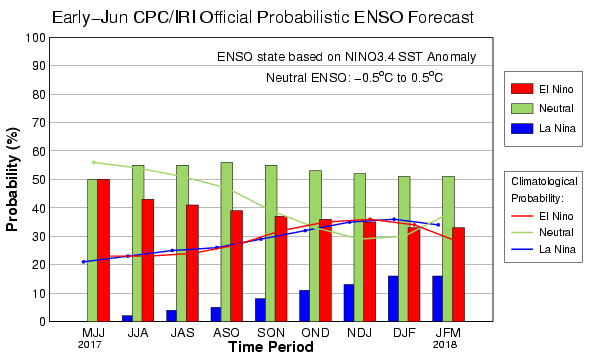 Early-Jun CPC/IRI Official Probabilistic ENSO Forecast
100
90
80
70
60
50
40
30
20
10
0
Probability (%)
ENSO state based on NINO3.4 SST Anomaly
Neutral ENSO: -0.5°C to 0.5°C
MJJ JJA JAS ASO SON OND NDJ DJF JFM
2017 2018
Time Period
El Nino
Neutral
La Nina
Climatological
Probability:
El Nino
Neutral
La Nina